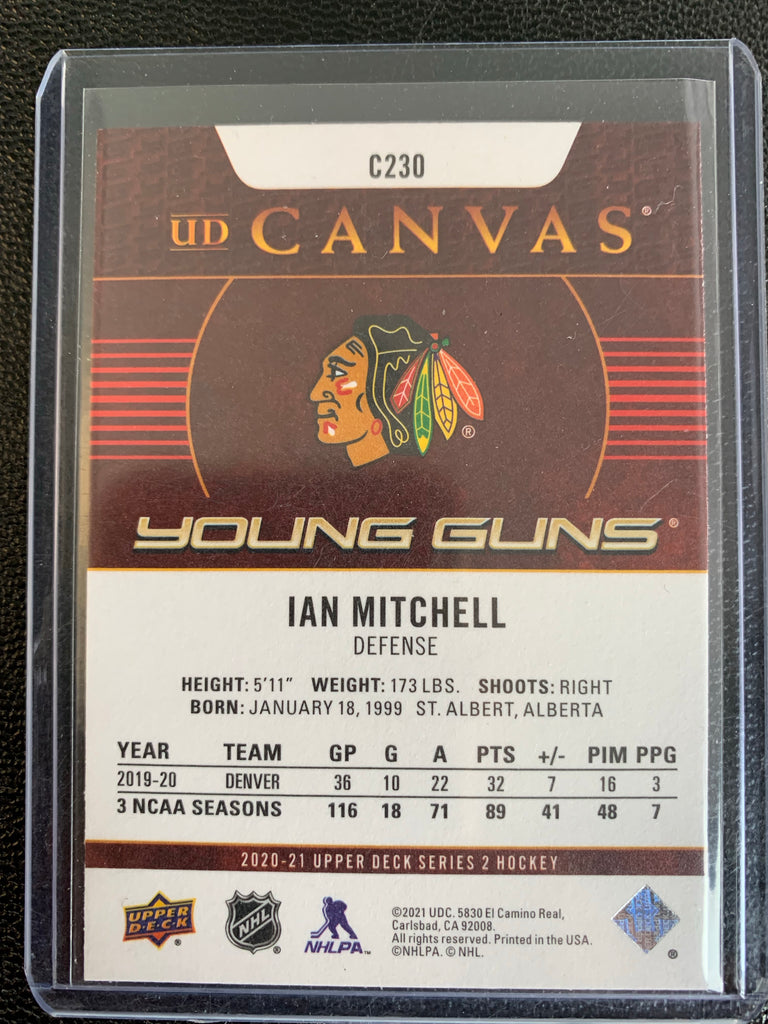 C230
UD CANVAS®
®
YOUNG GUNS®
IAN MITCHELL
DEFENSE
HEIGHT: 5'11" WEIGHT: 173 LBS. SHOOTS: RIGHT
BORN: JANUARY 18, 1999 ST. ALBERT, ALBERTA
YEAR TEAM GP G A PTS +/- PIM PPG
2019-20 DENVER 36 10 22 32 7 16 3
3 NCAA SEASONS 116 18 71 89 41 48 7
2020-21 UPPER DECK SERIES 2 HOCKEY
UPPER DECK®
NHL®
NHLPA™
©2021 UDC. 5830 El Camino Real,
Carlsbad, CA 92008.
All rights reserved. Printed in the USA.
©NHLPA. © NHL.
®